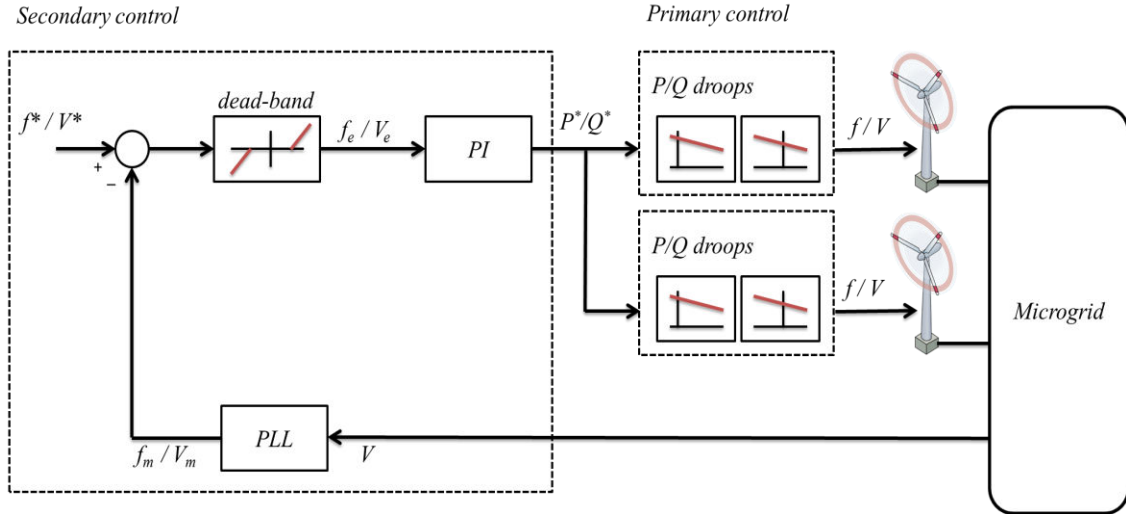 Secondary control
Primary control
dead-band
f* / V*
+
−
f_e / V_e
PI
P*/Q*
P/Q droops
f / V
P/Q droops
f / V
Microgrid
PLL
f_m / V_m
V